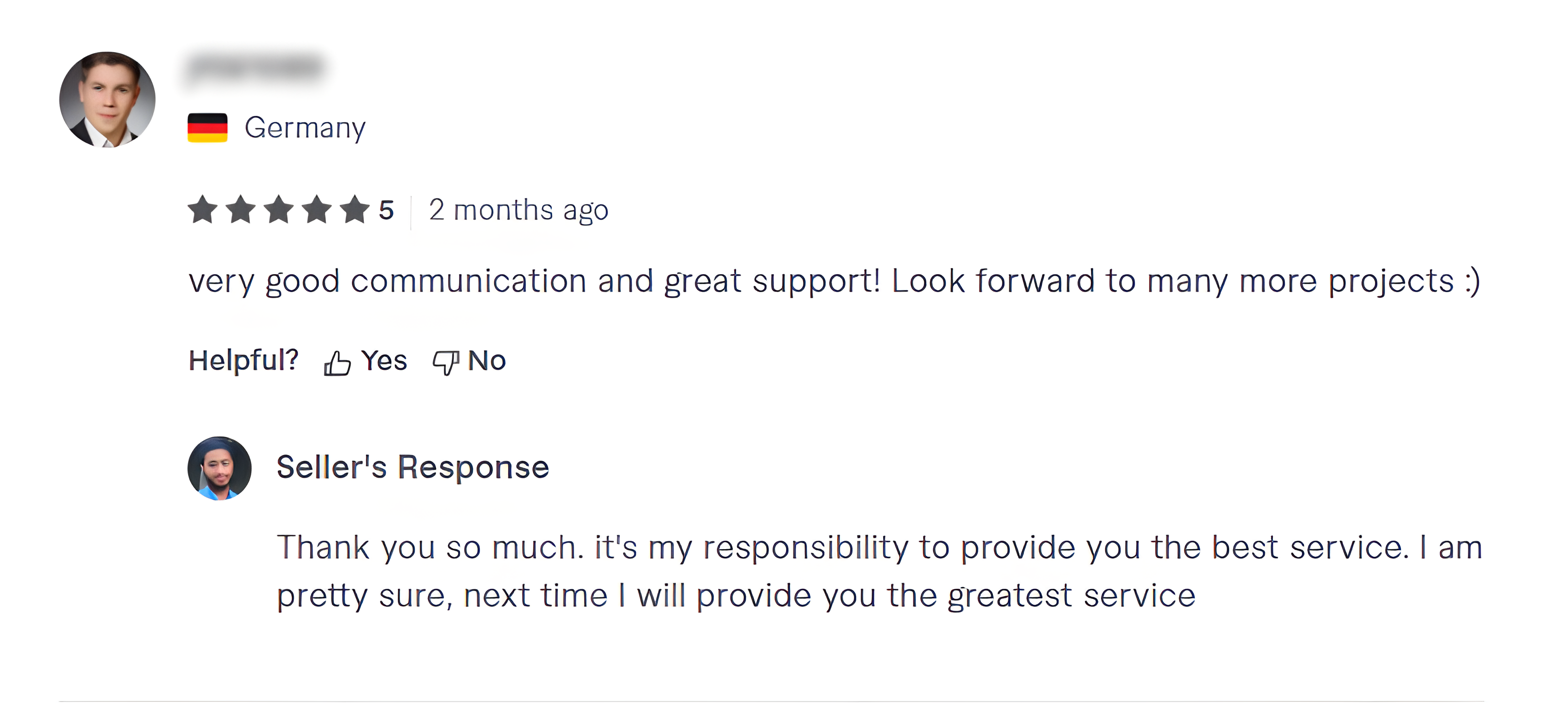 Germany
5 2 months ago
very good communication and great support! Look forward to many more projects :)
Helpful? Yes No
Seller's Response
Thank you so much. it's my responsibility to provide you the best service. I am
pretty sure, next time I will provide you the greatest service